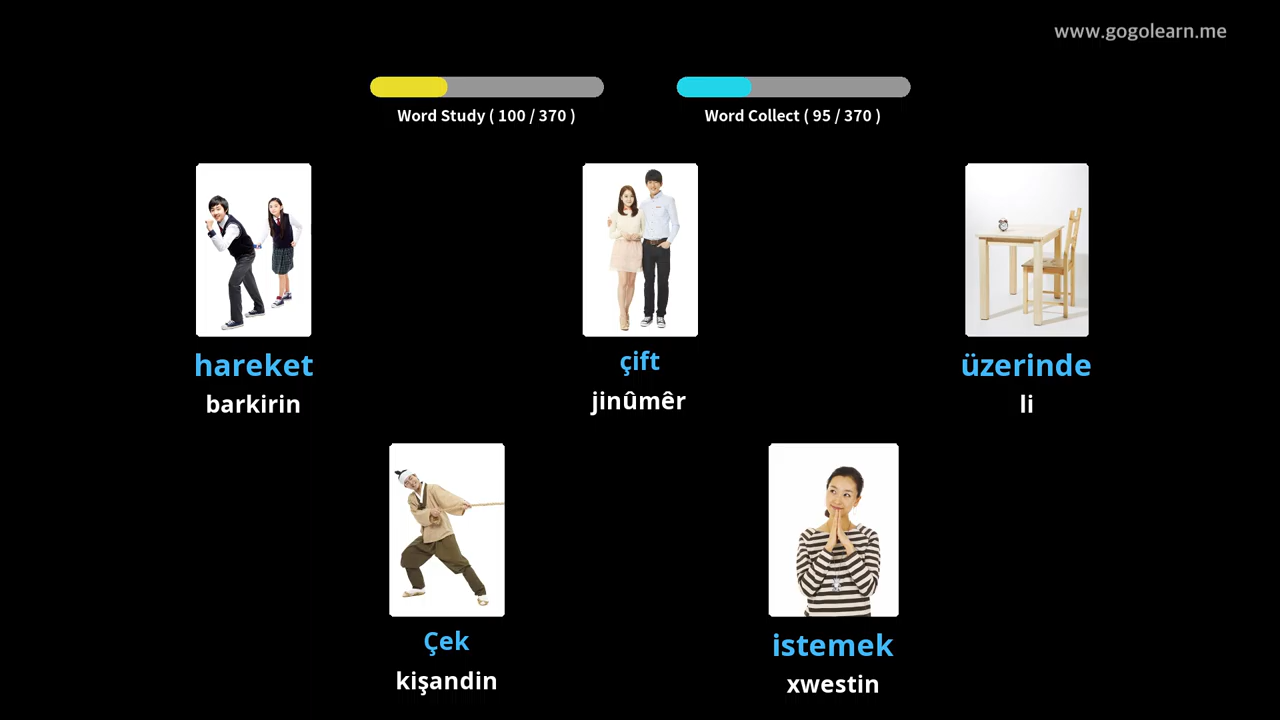 www.gogolearn.me
Word Study ( 100 / 370 )
Word Collect ( 95 / 370 )
hareket
barkirin
çift
jinûmêr
üzerinde
li
Çek
kişandin
istemek
xwestin